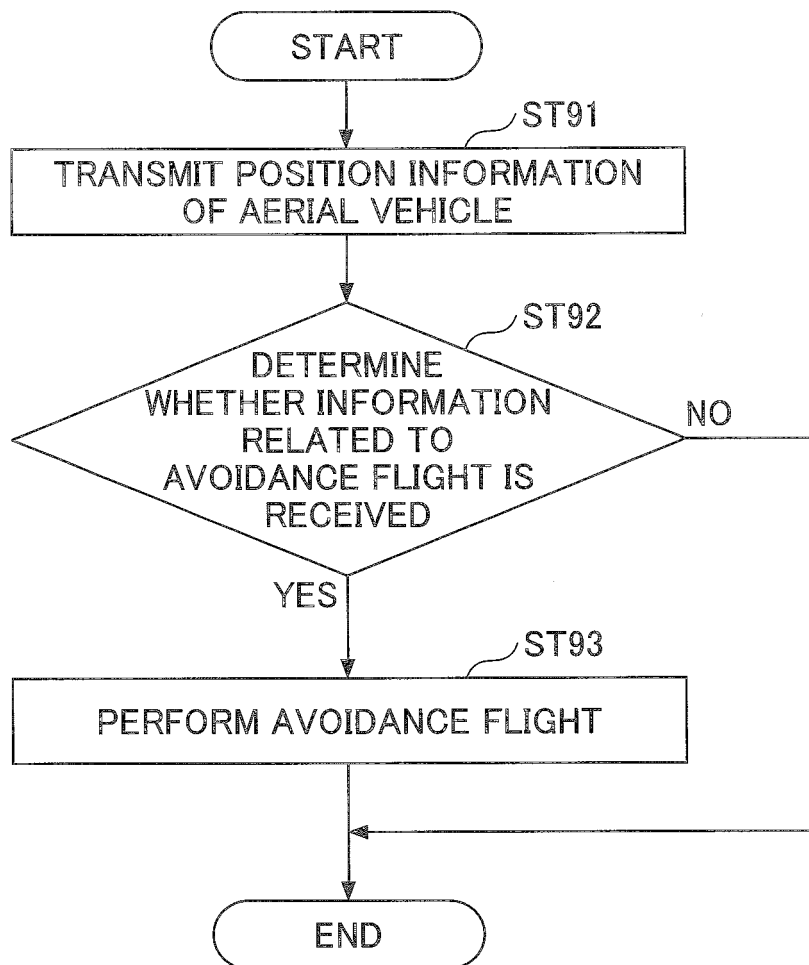 START
ST91
TRANSMIT POSITION INFORMATION
OF AERIAL VEHICLE
ST92
DETERMINE
WHETHER INFORMATION
RELATED TO
AVOIDANCE FLIGHT IS
RECEIVED
NO
YES
ST93
PERFORM AVOIDANCE FLIGHT
END